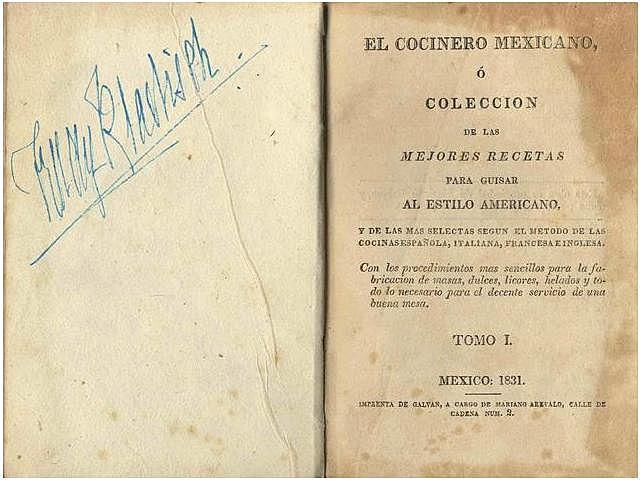 EL COCINERO MEXICANO,
ó
COLECCION
DE LAS
MEJORES RECETAS
PARA GUISAR
AL ESTILO AMERICANO,
Y DE LAS MAS SELECTAS SEGUN EL METODO DE LAS
COCINAS ESPAÑOLA, ITALIANA, FRANCESA E INGLESA.
Con los procedimientos mas sencillos para la fa-
bricacion de masas, dulces, licores, helados y to-
do lo necesario para el decente servicio de una
buena mesa.
TOMO I.
MEXICO: 1831.
IMPRENTA DE GALVAN, A CARGO DE MARIANO AREVALO, CALLE DE
CADENA NUM. 2.